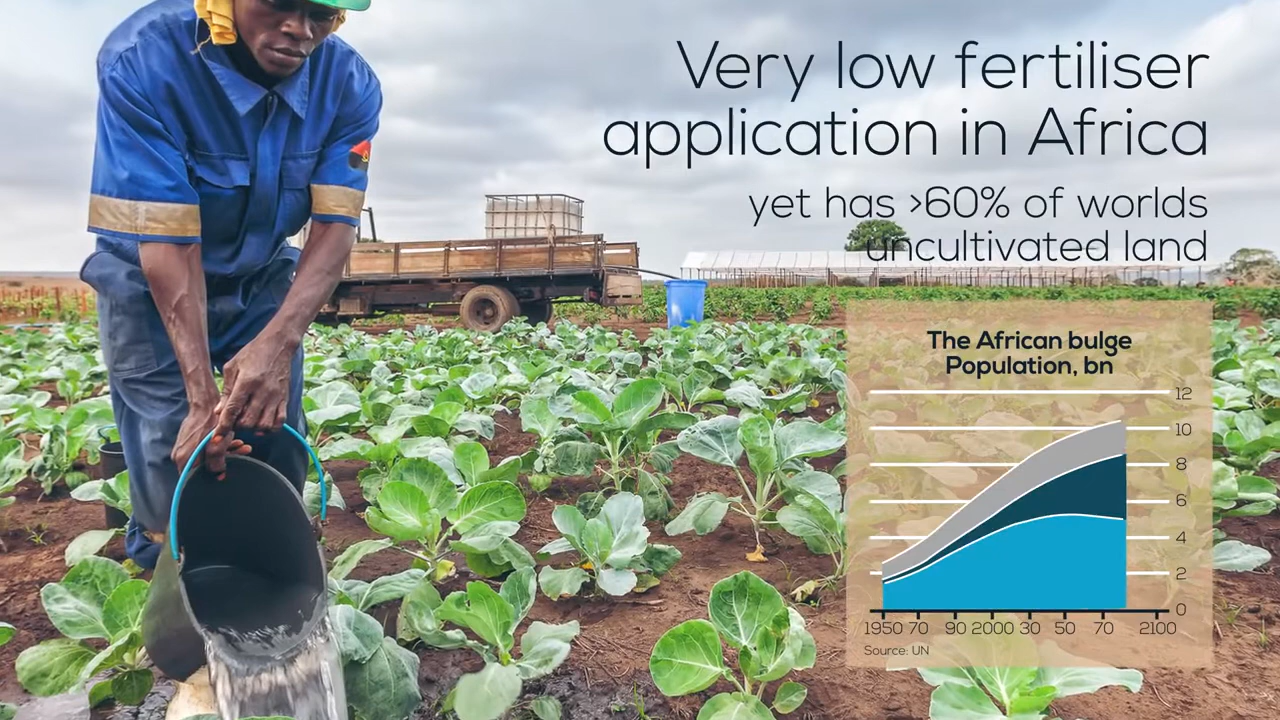 Very low fertiliser
application in Africa
yet has >60% of worlds
uncultivated land
The African bulge
Population, bn
12
10
8
6
4
2
0
1950 70 90 2000 30 50 70 2100
Source: UN